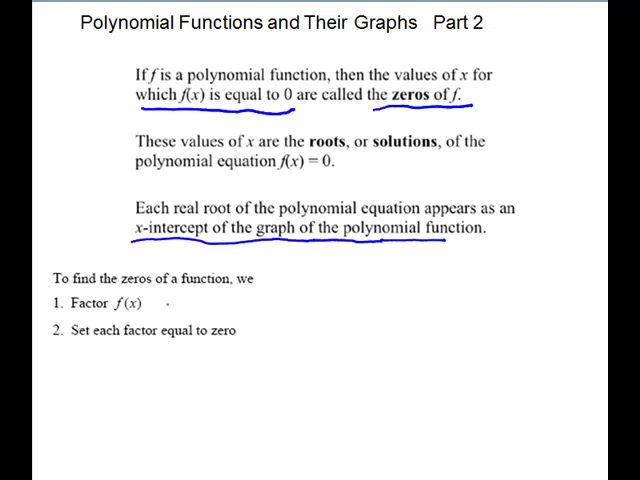 Polynomial Functions and Their Graphs Part 2
If f is a polynomial function, then the values of x for
which f(x) is equal to 0 are called the zeros of f.
These values of x are the roots, or solutions, of the
polynomial equation f(x) = 0.
Each real root of the polynomial equation appears as an
x-intercept of the graph of the polynomial function.
To find the zeros of a function, we
1. Factor f(x)
2. Set each factor equal to zero